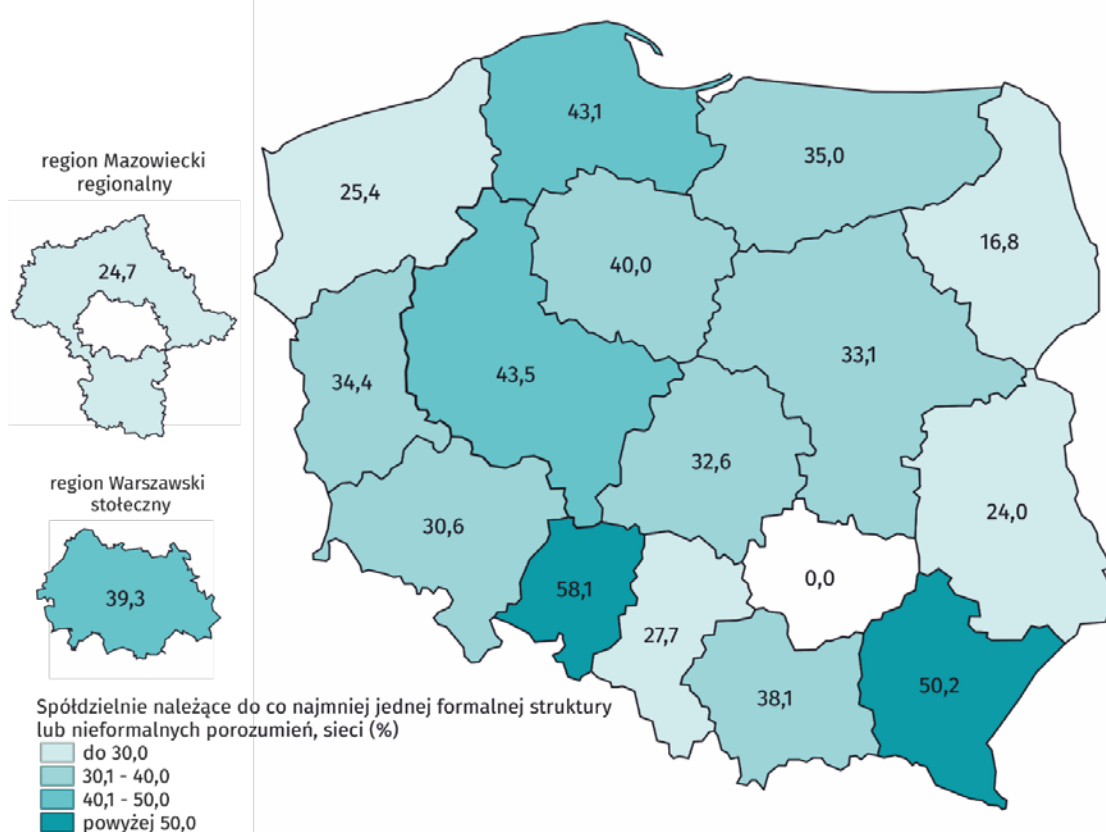 43,1
35,0
region Mazowiecki
regionalny
25,4
16,8
40,0
24,7
33,1
34,4
43,5
32,6
region Warszawski
stołeczny
24,0
30,6
0,0
58,1
39,3
27,7
50,2
38,1
Spółdzielnie należące do co najmniej jednej formalnej struktury
lub nieformalnych porozumień, sieci (%)
do 30,0
30,1 - 40,0
40,1 - 50,0
powyżej 50,0